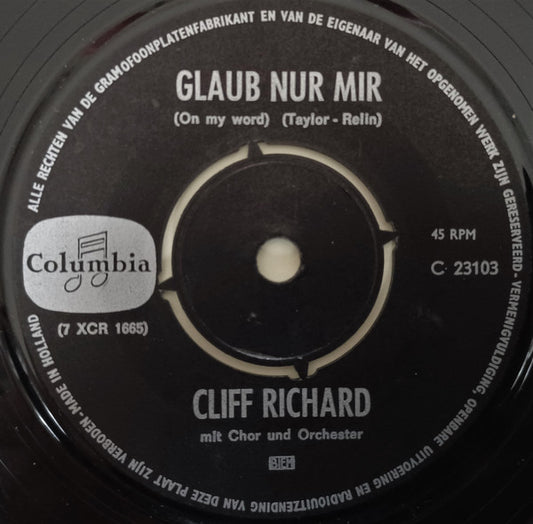 ALLE RECHTEN VAN DE GRAMOFOONPLATENFABRIKANT EN VAN DE EIGENAAR VAN HET OPGENOMEN WERK ZIJN GERESERVEERD- VERMENIGVULDIGING, OPENBARE UITVOERING EN RADIOUITZENDING VAN DEZE PLAAT ZIJN VERBODEN-MADE IN HOLLAND
GLAUB NUR MIR
(On my word) (Taylor - Relin)
Columbia
(7 XCR 1665)
45 RPM
C 23103
CLIFF RICHARD
mit Chor und Orchester
BIEM